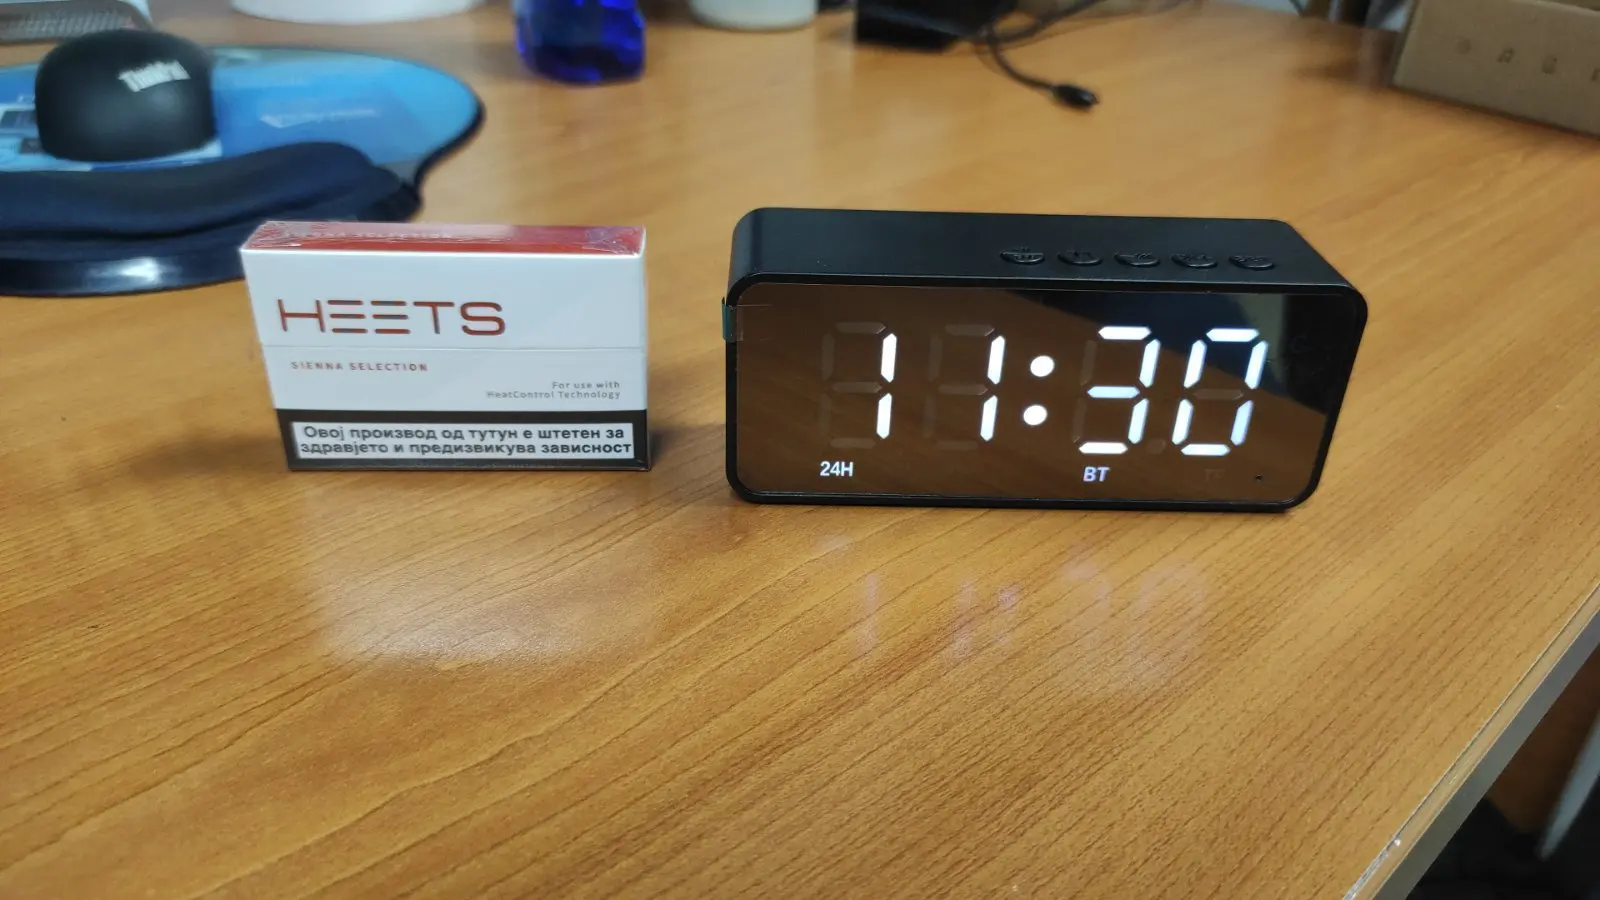 ThinkPad
HEETS
SIENNA SELECTION
For use with
HeatControl Technology
Овој производ од тутун е штетен за
здравјето и предизвикува зависност
11:30
24H
BT